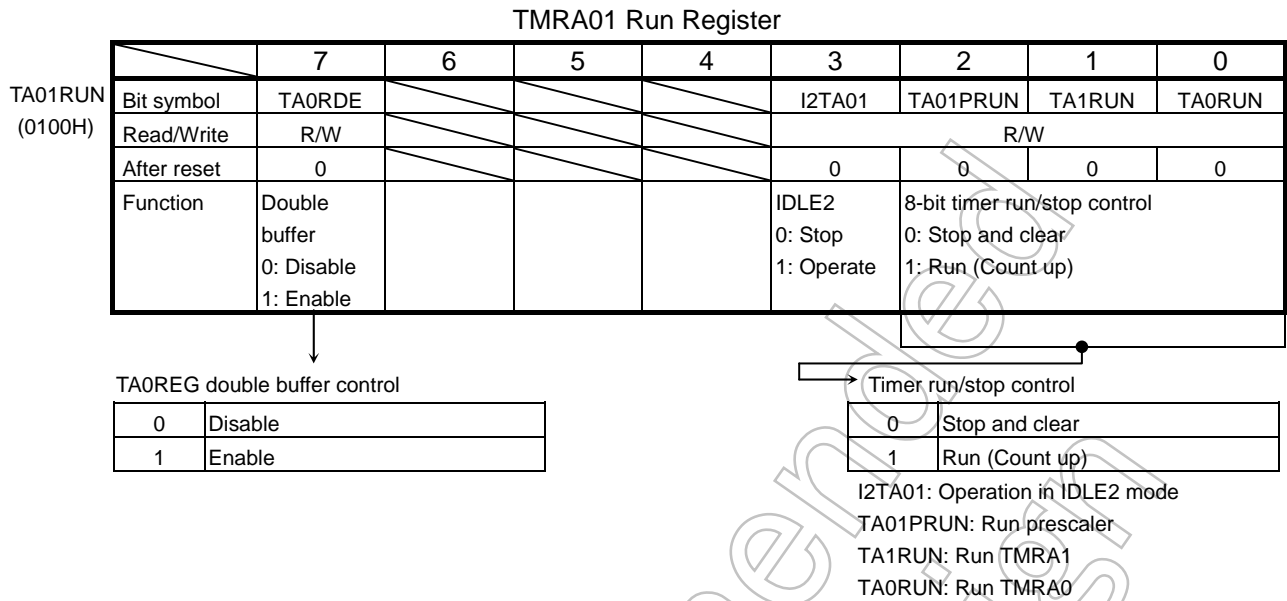 TMRA01 Run Register
7 6 5 4 3 2 1 0
TA01RUN Bit symbol TA0RDE I2TA01 TA01PRUN TA1RUN TA0RUN
(0100H) Read/Write R/W R/W
After reset 0 0 0 0 0
Function Double IDLE2 8-bit timer run/stop control
buffer 0: Stop 0: Stop and clear
0: Disable 1: Operate 1: Run (Count up)
1: Enable
TA0REG double buffer control Timer run/stop control
0 Disable 0 Stop and clear
1 Enable 1 Run (Count up)
I2TA01: Operation in IDLE2 mode
TA01PRUN: Run prescaler
TA1RUN: Run TMRA1
TA0RUN: Run TMRA0